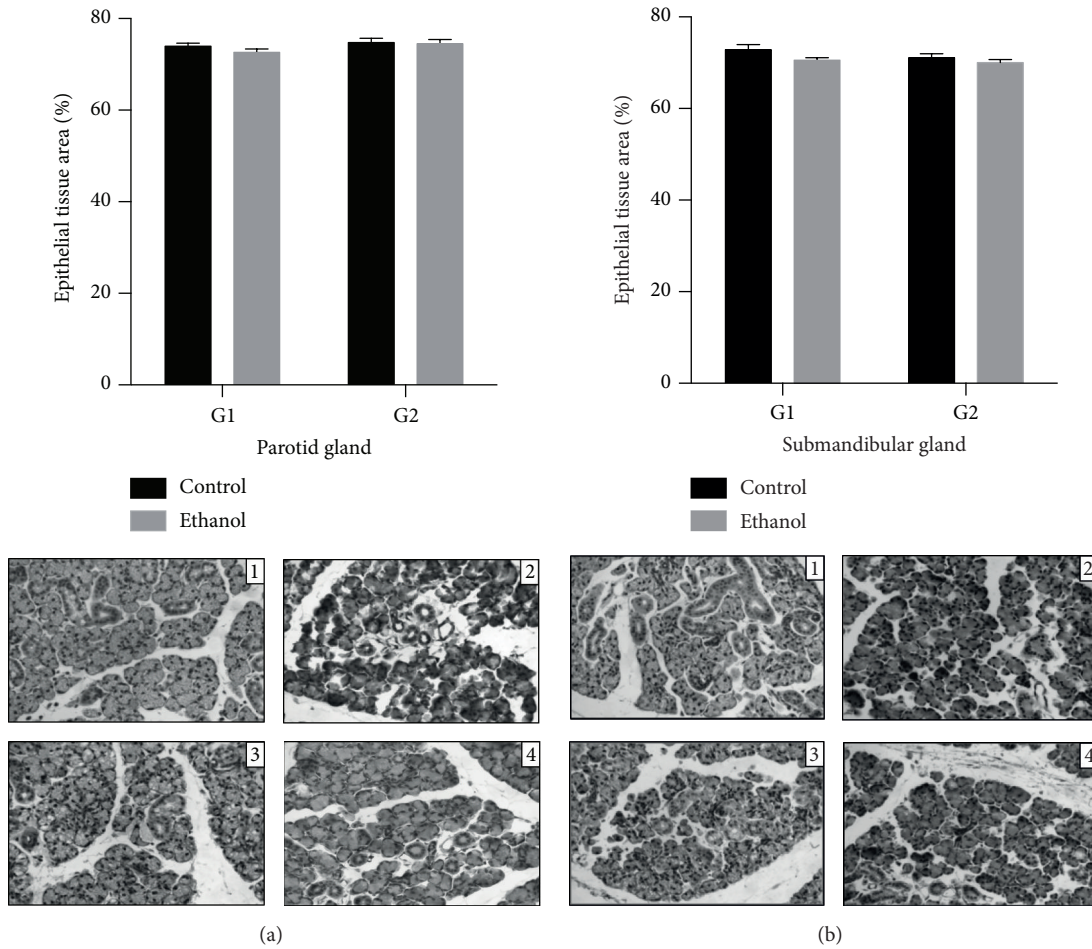 80
60
40
20
0
Epithelial tissue area (%)
G1
G2
Parotid gland
Control
Ethanol
1
2
3
4
(a)
80
60
40
20
0
Epithelial tissue area (%)
G1
G2
Submandibular gland
Control
Ethanol
1
2
3
4
(b)